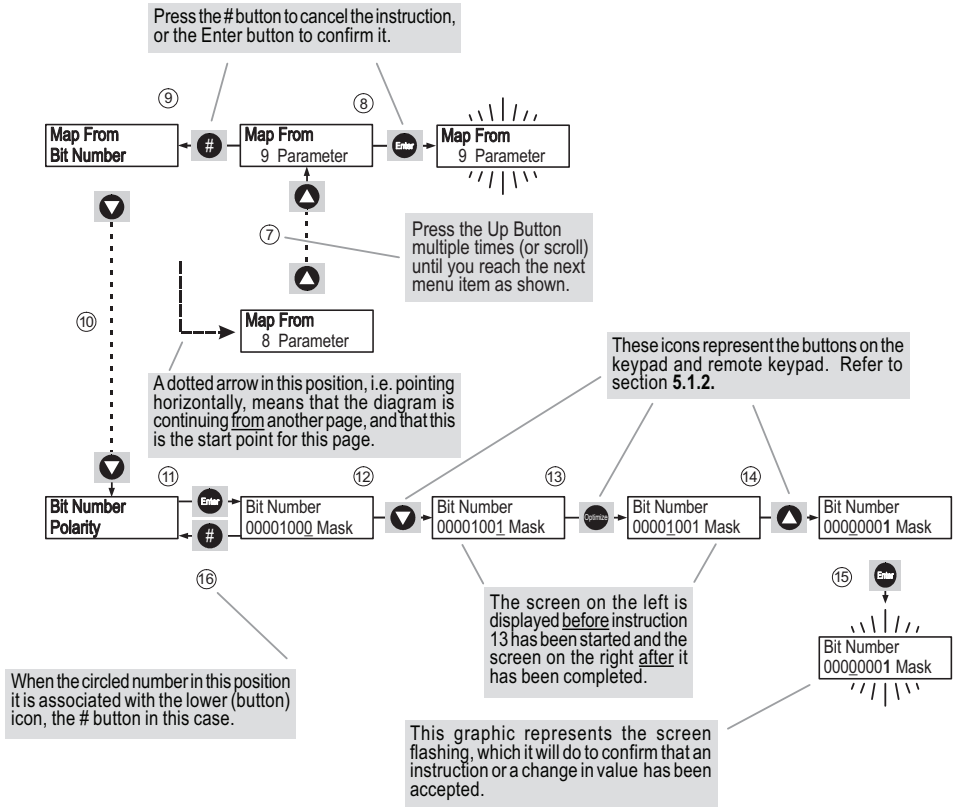 Press the # button to cancel the instruction,
or the Enter button to confirm it.
⑨
⑧
Map From
Bit Number
#
Map From
9 Parameter
Enter
Map From
9 Parameter
⑦
Press the Up Button
multiple times (or scroll)
until you reach the next
menu item as shown.
⑩
Map From
8 Parameter
These icons represent the buttons on the
keypad and remote keypad. Refer to
section 5.1.2.
A dotted arrow in this position, i.e. pointing
horizontally, means that the diagram is
continuing from another page, and that this
is the start point for this page.
⑪
⑫
⑬
⑭
Bit Number
Polarity
Enter
#
Bit Number
00001000 Mask
Bit Number
00001001 Mask
Optimize
Bit Number
00001001 Mask
Bit Number
00000001 Mask
⑯
⑮
Enter
The screen on the left is
displayed before instruction
13 has been started and the
screen on the right after it
has been completed.
Bit Number
00000001 Mask
When the circled number in this position
it is associated with the lower (button)
icon, the # button in this case.
This graphic represents the screen
flashing, which it will do to confirm that an
instruction or a change in value has been
accepted.